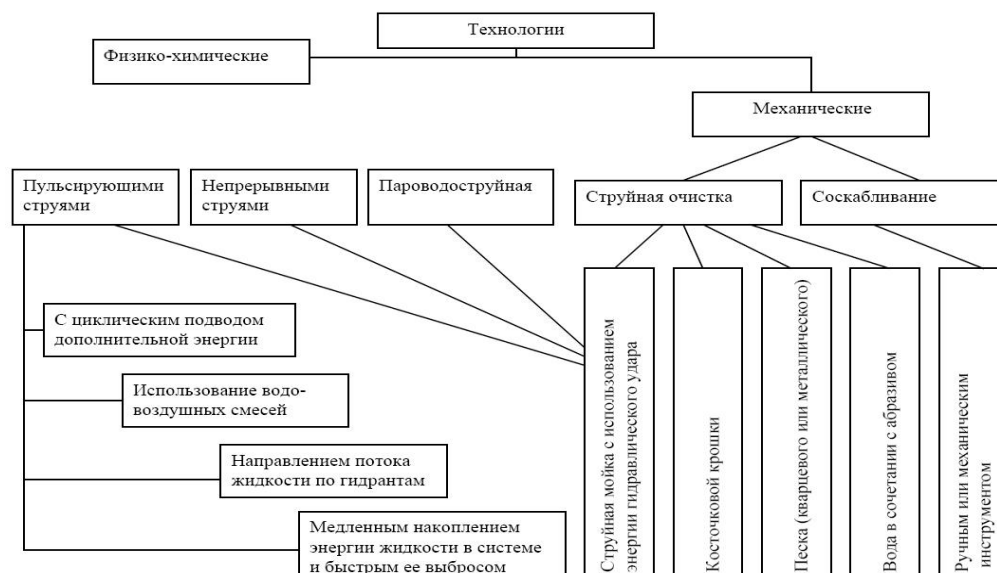 Технологии
Физико-химические
Механические
Пульсирующими
струями
Непрерывными
струями
Пароводоструйная
Струйная очистка
Соскабливание
С циклическим подводом
дополнительной энергии
Использование водо-
воздушных смесей
Направлением потока
жидкости по гидрантам
Медленным накоплением
энергии жидкости в системе
и быстрым ее выбросом
Струйная мойка с использованием
энергии гидравлического удара
Косточковой крошки
Песка (кварцевого или металлического)
Вода в сочетании с абразивом
Ручным или механическим
инструментом